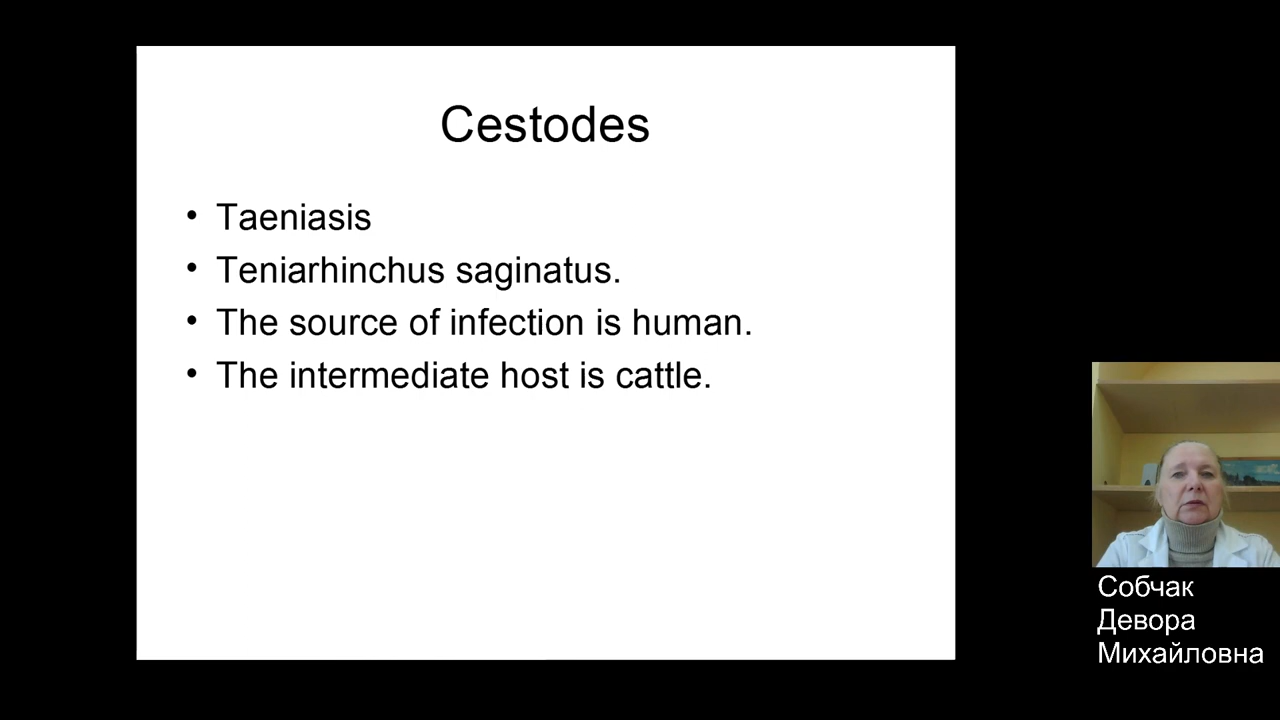 Cestodes
• Taeniasis
• Teniarhinchus saginatus.
• The source of infection is human.
• The intermediate host is cattle.
Собчак
Девора
Михайловна